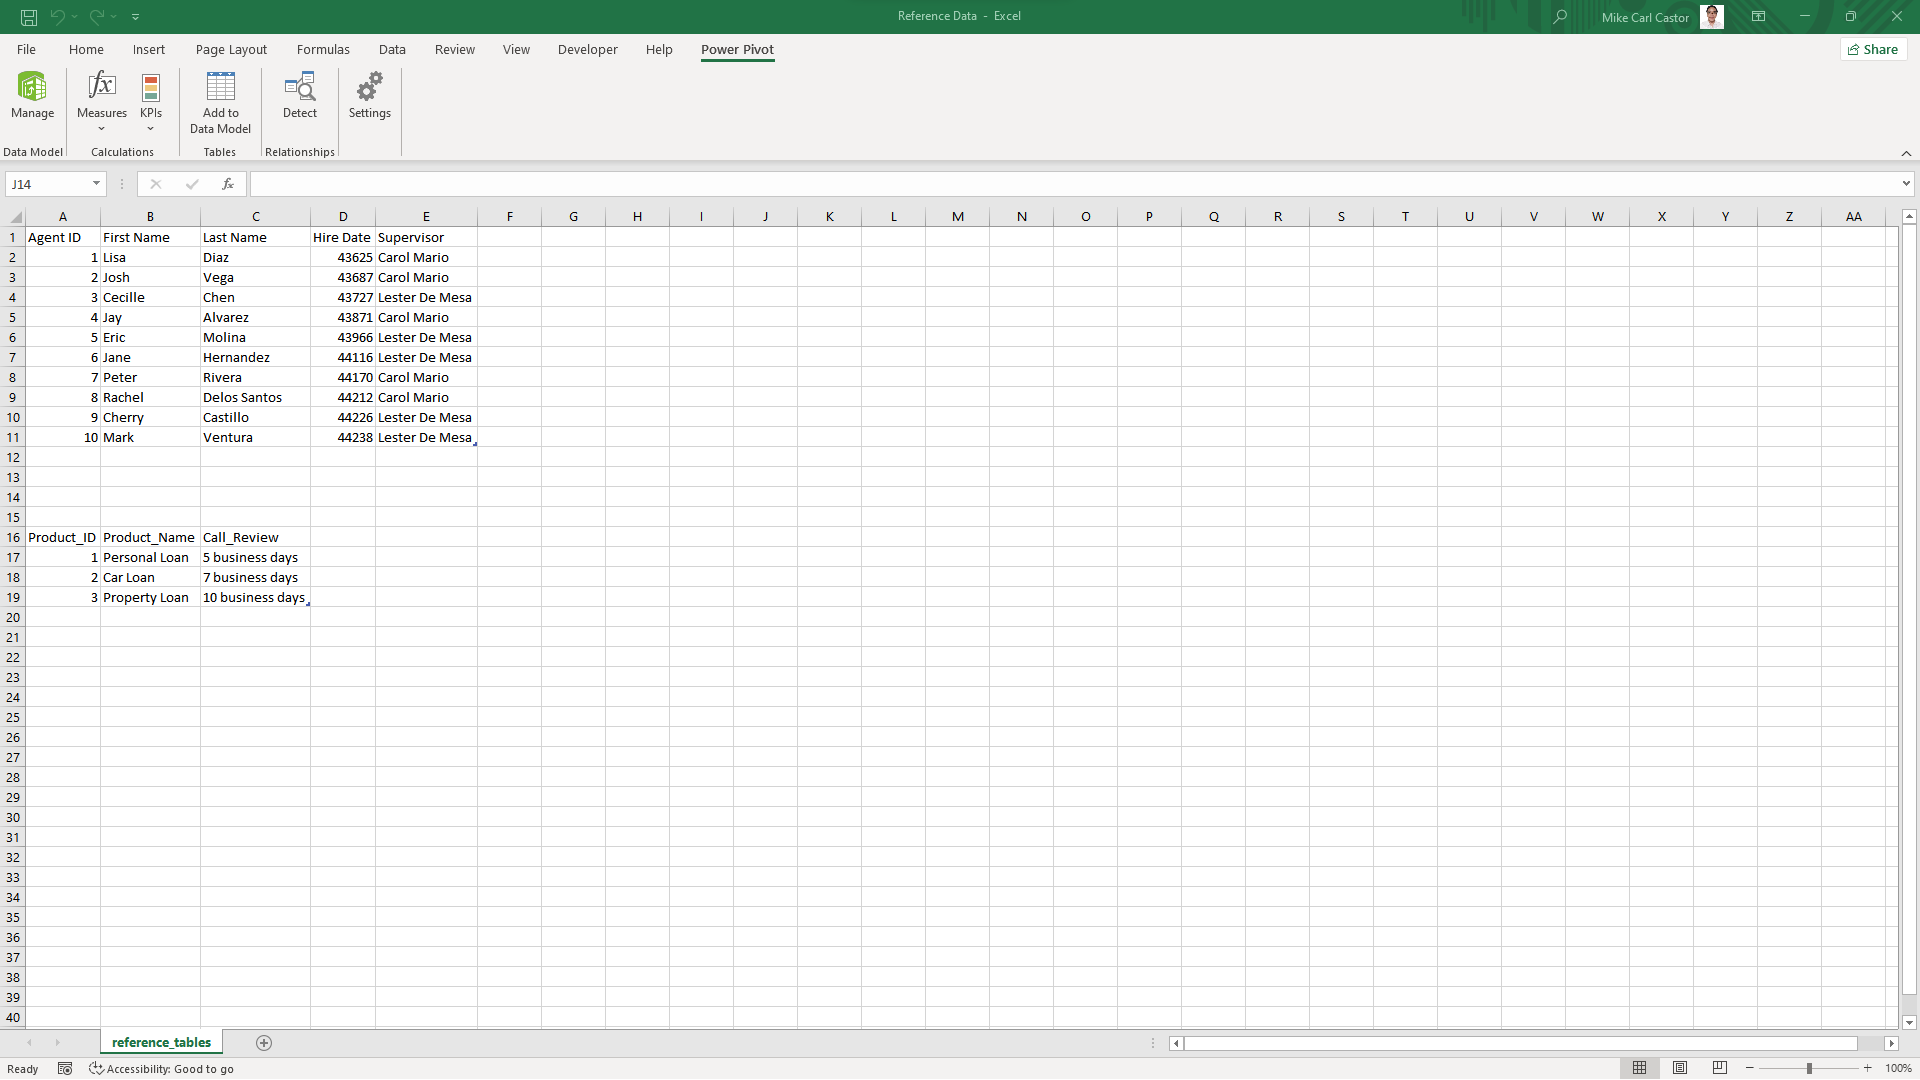 Reference Data - Excel
Mike Carl Castor
File Home Insert Page Layout Formulas Data Review View Developer Help Power Pivot
Share
Manage
Measures
KPIs
Add to
Data Model
Detect
Settings
Data Model
Calculations
Tables
Relationships
J14
fx
A B C D E F G H I J K L M N O P Q R S T U V W X Y Z AA
1 Agent ID First Name Last Name Hire Date Supervisor
2 1 Lisa Diaz 43625 Carol Mario
3 2 Josh Vega 43687 Carol Mario
4 3 Cecille Chen 43727 Lester De Mesa
5 4 Jay Alvarez 43871 Carol Mario
6 5 Eric Molina 43966 Lester De Mesa
7 6 Jane Hernandez 44116 Lester De Mesa
8 7 Peter Rivera 44170 Carol Mario
9 8 Rachel Delos Santos 44212 Carol Mario
10 9 Cherry Castillo 44226 Lester De Mesa
11 10 Mark Ventura 44238 Lester De Mesa
12
13
14
15
16 Product_ID Product_Name Call_Review
17 1 Personal Loan 5 business days
18 2 Car Loan 7 business days
19 3 Property Loan 10 business days
20
21
22
23
24
25
26
27
28
29
30
31
32
33
34
35
36
37
38
39
40
reference_tables
Ready
Accessibility: Good to go
100%